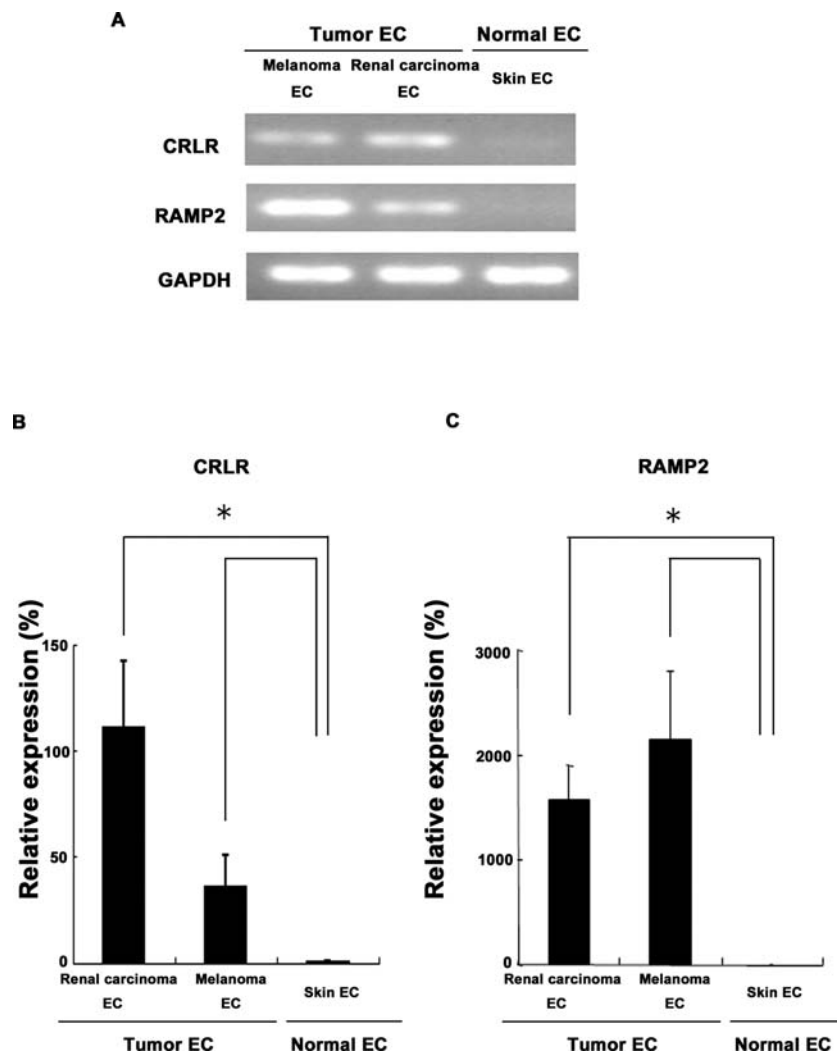 A
Tumor EC Normal EC
Melanoma Renal carcinoma
EC EC Skin EC
CRLR
RAMP2
GAPDH
B
CRLR
*
Relative expression (%)
150
100
50
0
Renal carcinoma Melanoma
EC EC Skin EC
Tumor EC Normal EC
C
RAMP2
*
Relative expression (%)
3000
2000
1000
0
Renal carcinoma Melanoma
EC EC Skin EC
Tumor EC Normal EC